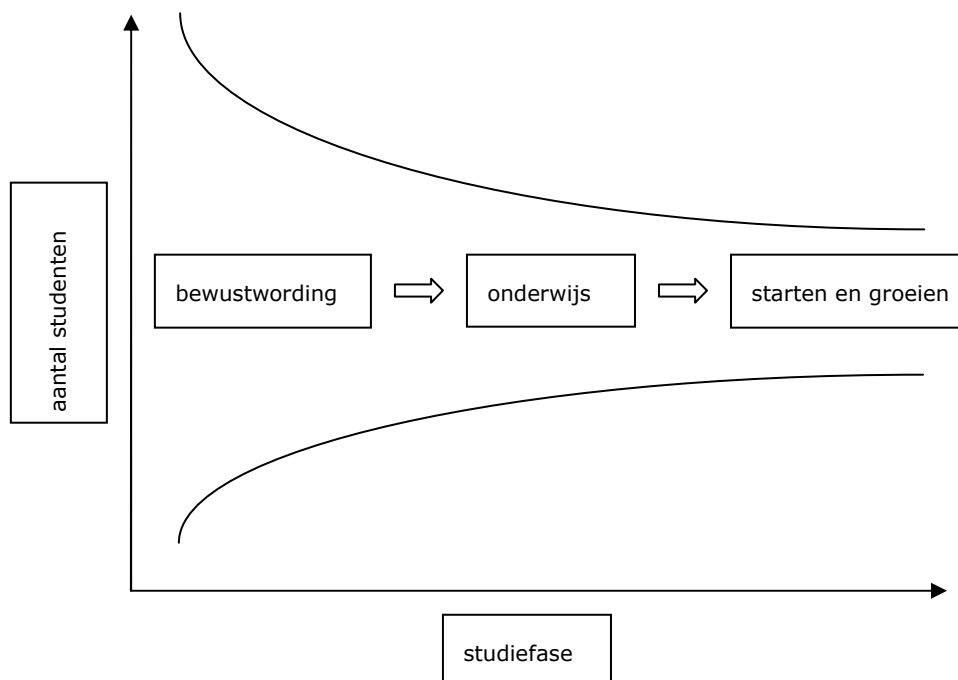 aantal studenten
bewustwording
onderwijs
starten en groeien
studiefase